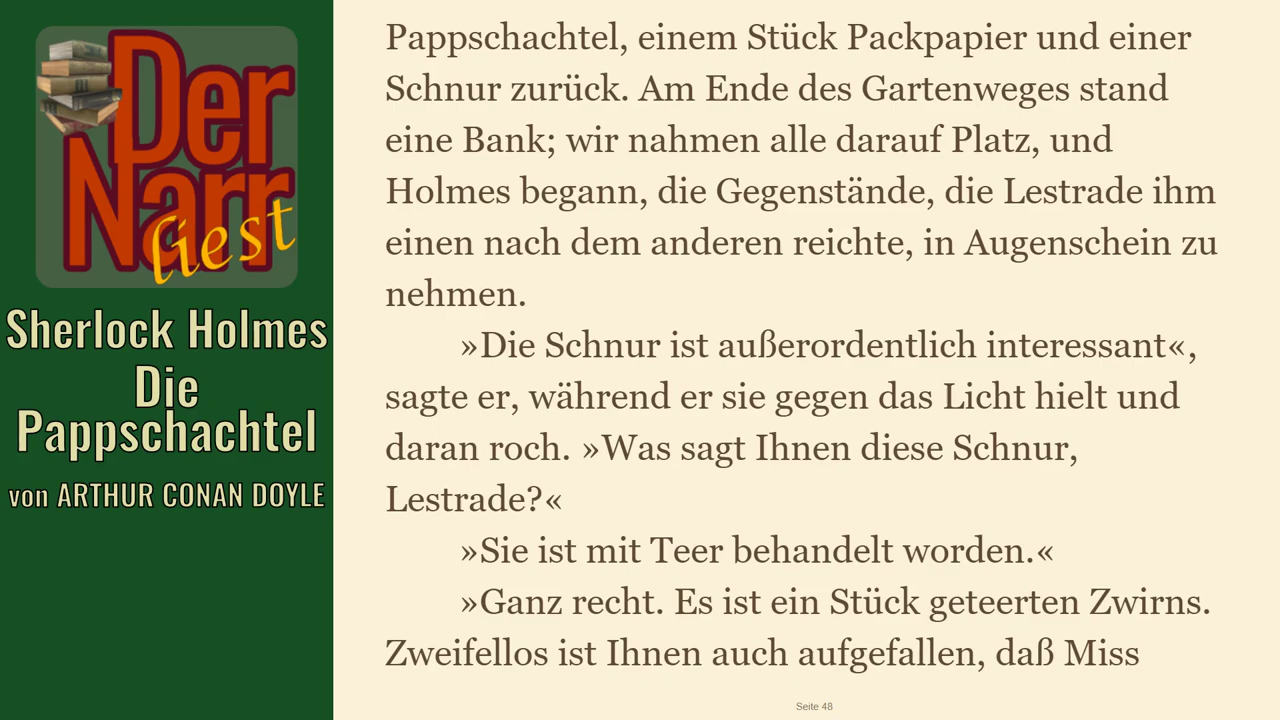 Der
Narr
liest
Sherlock Holmes
Die
Pappschachtel
von ARTHUR CONAN DOYLE
Pappschachtel, einem Stück Packpapier und einer
Schnur zurück. Am Ende des Gartenweges stand
eine Bank; wir nahmen alle darauf Platz, und
Holmes begann, die Gegenstände, die Lestrade ihm
einen nach dem anderen reichte, in Augenschein zu
nehmen.
»Die Schnur ist außerordentlich interessant«,
sagte er, während er sie gegen das Licht hielt und
daran roch. »Was sagt Ihnen diese Schnur,
Lestrade?«
»Sie ist mit Teer behandelt worden.«
»Ganz recht. Es ist ein Stück geteerten Zwirns.
Zweifellos ist Ihnen auch aufgefallen, daß Miss
Seite 48